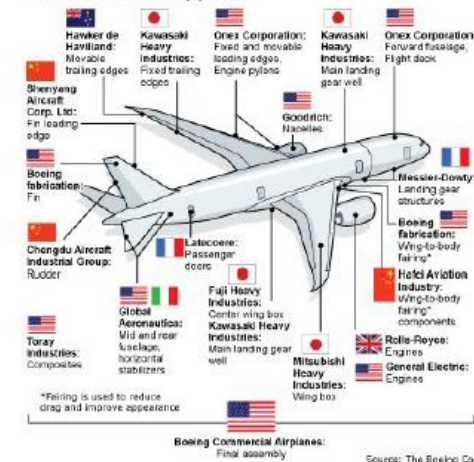 Hawker de
Havilland:
Movable
trailing edges
Kawasaki
Heavy
Industries:
Fixed trailing
edges
Onex Corporation:
Fixed and movable
leading edges,
Engine pylons
Kawasaki
Heavy
Industries:
Main landing
gear well
Onex Corporation:
Forward fuselage,
Flight deck
Shenyang
Aircraft
Corp. Ltd:
Fin leading
edge
Goodrich:
Nacelles
Boeing
fabrication:
Fin
Messier-Dowty:
Landing gear
structures
Boeing
fabrication:
Wing-to-body
fairing*
Chengdu Aircraft
Industrial Group:
Rudder
Latecoere:
Passenger
doors
Hafei Aviation
Industry:
Wing-to-body
fairing*
components
Fuji Heavy
Industries:
Center wing box
Kawasaki Heavy
Industries:
Main landing gear
well
Global
Aeronautica:
Mid and rear
fuselage,
horizontal
stabilizers
Toray
Industries:
Composites
Mitsubishi
Heavy
Industries:
Wing box
Rolls-Royce:
Engines
General Electric:
Engines
*Fairing is used to reduce
drag and improve appearance
Boeing Commercial Airplanes:
Final assembly
Source: The Boeing Co